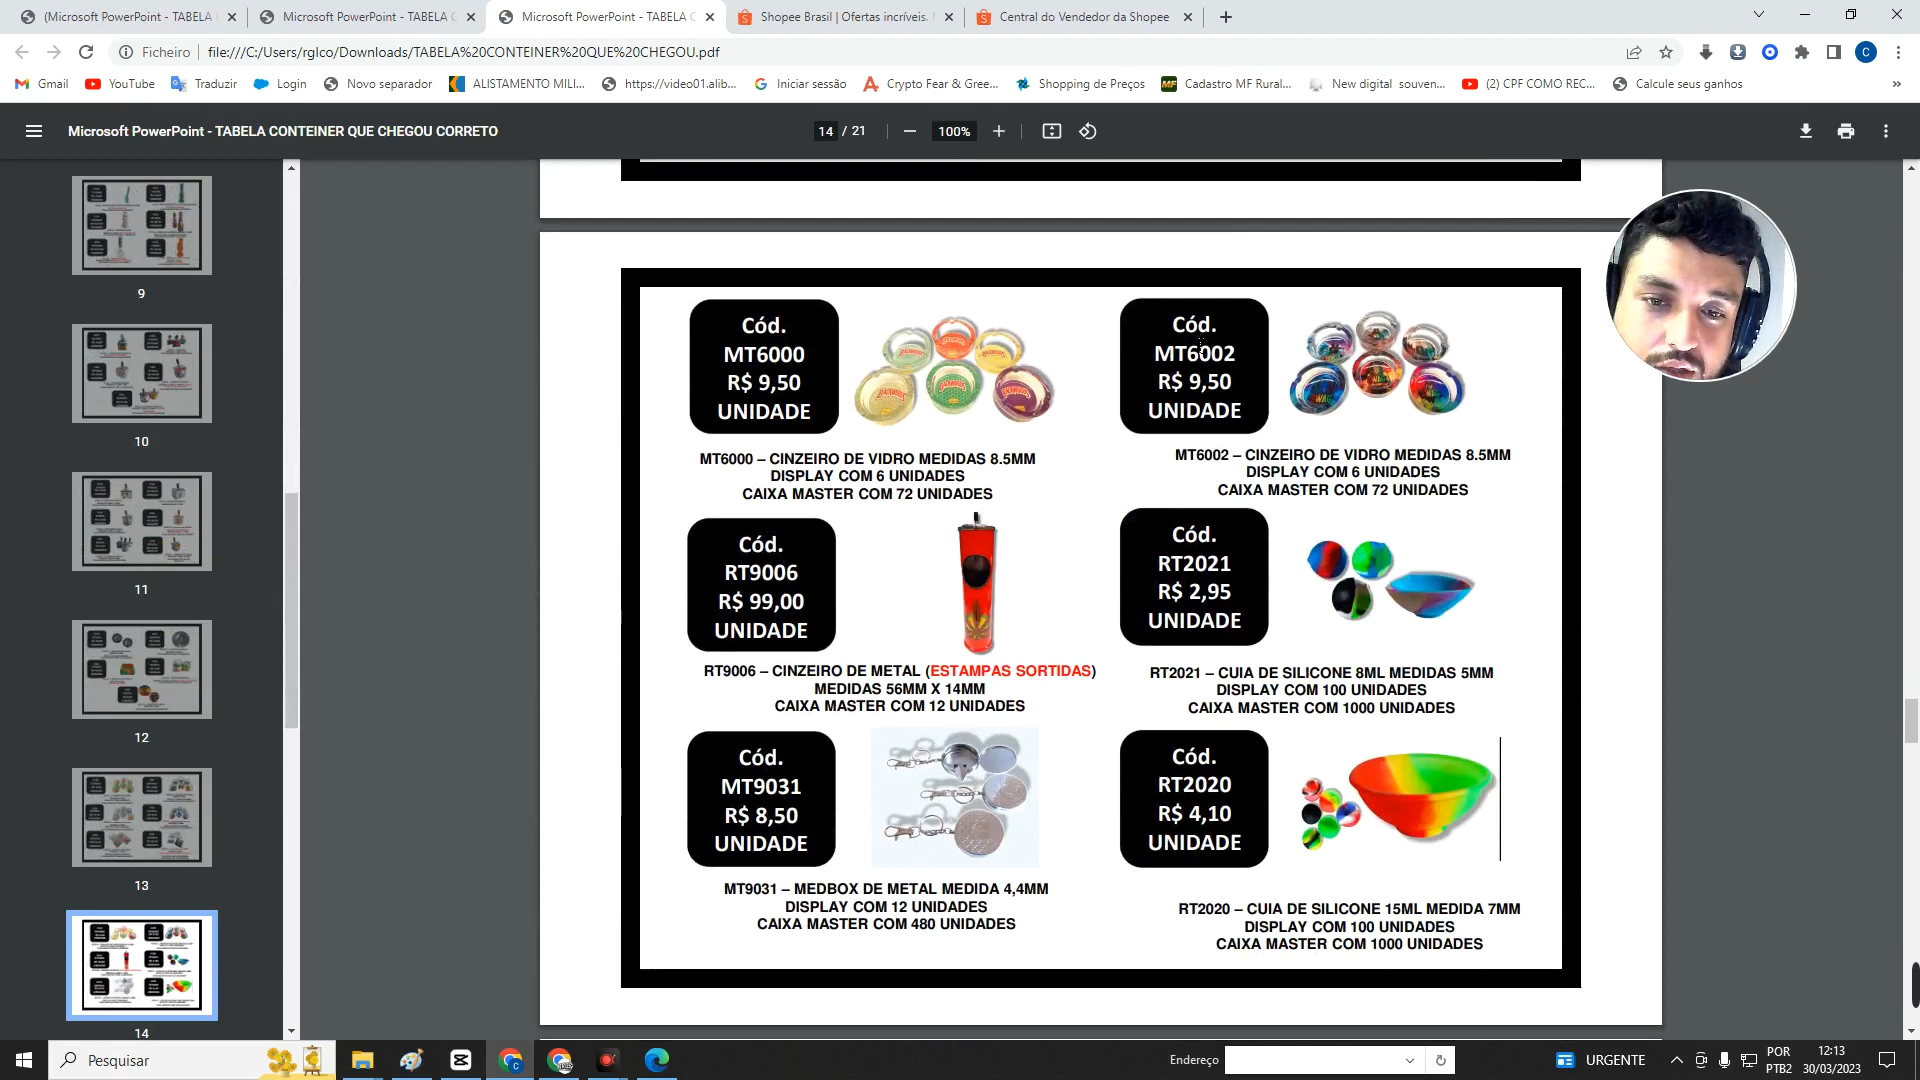 (Microsoft PowerPoint - TABELA
Microsoft PowerPoint - TABELA C
Microsoft PowerPoint - TABELA C
Shopee Brasil | Ofertas incríveis.
Central do Vendedor da Shopee
Ficheiro
file:///C:/Users/rglco/Downloads/TABELA%20CONTEINER%20QUE%20CHEGOU.pdf
C
Gmail
YouTube
Traduzir
Login
Novo separador
ALISTAMENTO MILI...
https://video01.alib...
Iniciar sessão
Crypto Fear & Gree...
Shopping de Preços
Cadastro MF Rural...
New digital souven...
(2) CPF COMO REC...
Calcule seus ganhos
Microsoft PowerPoint - TABELA CONTEINER QUE CHEGOU CORRETO
14 / 21
100%
9
10
11
12
13
14
Cód.
MT6000
R$ 9,50
UNIDADE
MT6000 – CINZEIRO DE VIDRO MEDIDAS 8.5MM
DISPLAY COM 6 UNIDADES
CAIXA MASTER COM 72 UNIDADES
Cód.
MT6002
R$ 9,50
UNIDADE
MT6002 – CINZEIRO DE VIDRO MEDIDAS 8.5MM
DISPLAY COM 6 UNIDADES
CAIXA MASTER COM 72 UNIDADES
Cód.
RT9006
R$ 99,00
UNIDADE
RT9006 – CINZEIRO DE METAL (ESTAMPAS SORTIDAS)
MEDIDAS 56MM X 14MM
CAIXA MASTER COM 12 UNIDADES
Cód.
RT2021
R$ 2,95
UNIDADE
RT2021 – CUIA DE SILICONE 8ML MEDIDAS 5MM
DISPLAY COM 100 UNIDADES
CAIXA MASTER COM 1000 UNIDADES
Cód.
MT9031
R$ 8,50
UNIDADE
MT9031 – MEDBOX DE METAL MEDIDA 4,4MM
DISPLAY COM 12 UNIDADES
CAIXA MASTER COM 480 UNIDADES
Cód.
RT2020
R$ 4,10
UNIDADE
RT2020 – CUIA DE SILICONE 15ML MEDIDA 7MM
DISPLAY COM 100 UNIDADES
CAIXA MASTER COM 1000 UNIDADES
Pesquisar
Endereço
URGENTE
POR
PTB2
12:13
30/03/2023